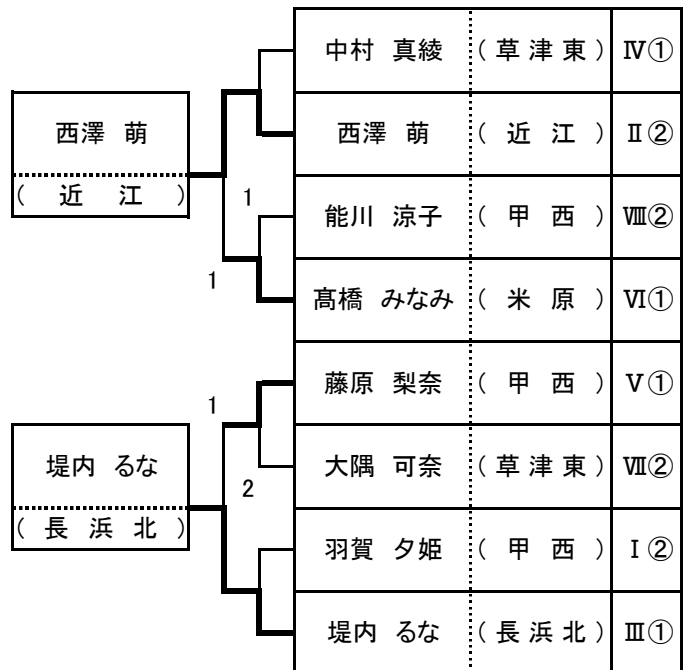 中村 真綾 (草津東) Ⅳ①
西澤 萌 (近江) Ⅱ②
能川 涼子 (甲西) Ⅷ②
髙橋 みなみ (米原) Ⅵ①
藤原 梨奈 (甲西) Ⅴ①
大隅 可奈 (草津東) Ⅶ②
羽賀 夕姫 (甲西) Ⅰ②
堤内 るな (長浜北) Ⅲ①
西澤 萌
(近江)
1
1
1
2
堤内 るな
(長浜北)